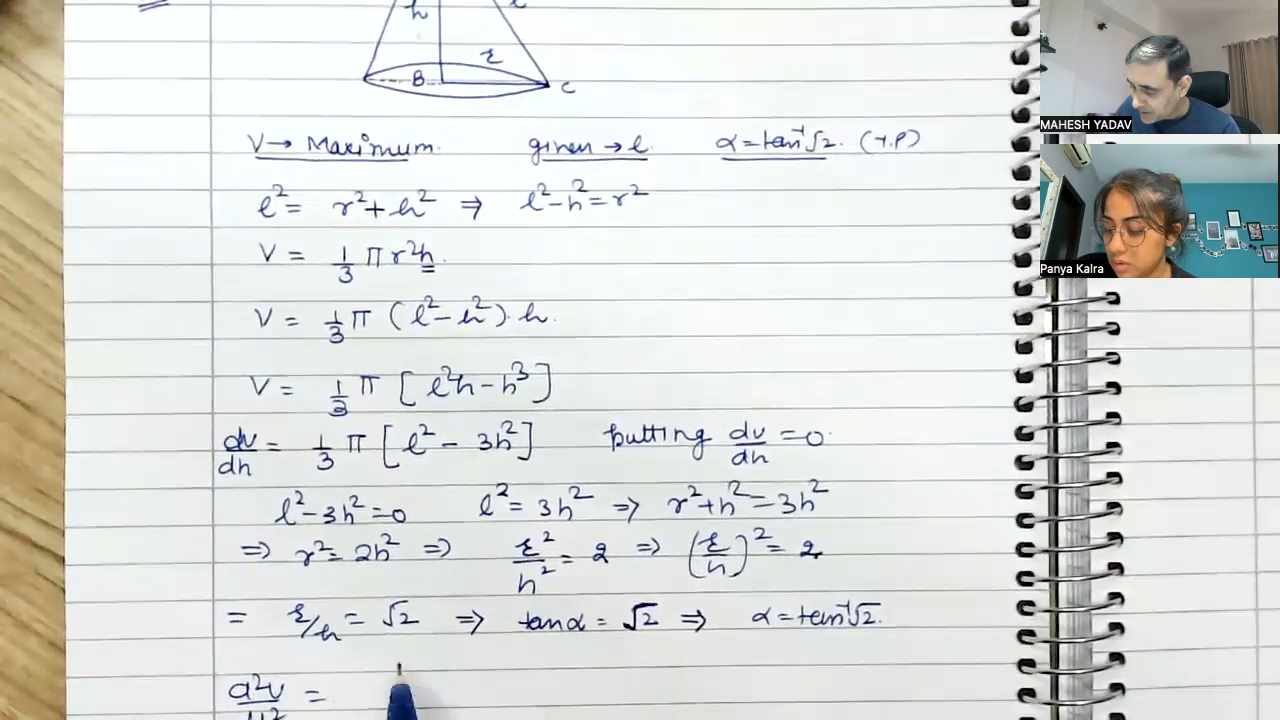 h l
r
B C
V → Maximum. given → l. α = tan⁻¹√2. (T.P)
l² = r² + h² ⇒ l² - h² = r²
V = 1/3 π r²h.
V = 1/3 π (l² - h²).h.
V = 1/3 π [l²h - h³]
dv/dh = 1/3 π [l² - 3h²] putting dv/dh = 0.
l² - 3h² = 0 l² = 3h² ⇒ r² + h² = 3h²
⇒ r² = 2h² ⇒ r²/h² = 2 ⇒ (r/h)² = 2
= r/h = √2 ⇒ tanα = √2 ⇒ α = tan⁻¹√2.
d²v/dh² =
MAHESH YADAV
Panya Kalra